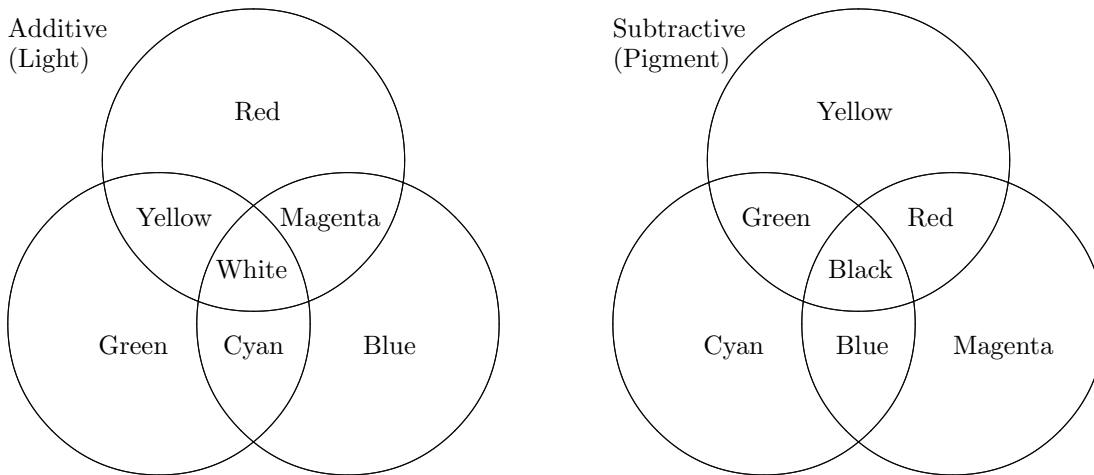 Additive
(Light)
Red
Yellow
Magenta
White
Green
Cyan
Blue
Subtractive
(Pigment)
Yellow
Green
Red
Black
Cyan
Blue
Magenta